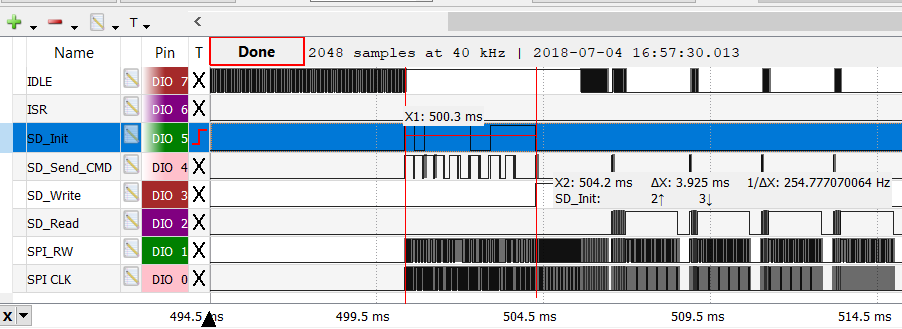 T
<
Name Pin T Done 2048 samples at 40 kHz | 2018-07-04 16:57:30.013
IDLE DIO 7 X
ISR DIO 6 X
X1: 500.3 ms
SD_Init DIO 5
SD_Send_CMD DIO 4 X
X2: 504.2 ms ΔX: 3.925 ms 1/ΔX: 254.777070064 Hz
SD_Write DIO 3 X
SD_Init: 2↑ 3↓
SD_Read DIO 2 X
SPI_RW DIO 1 X
SPI CLK DIO 0 X
X 494.5 ms 499.5 ms 504.5 ms 509.5 ms 514.5 ms